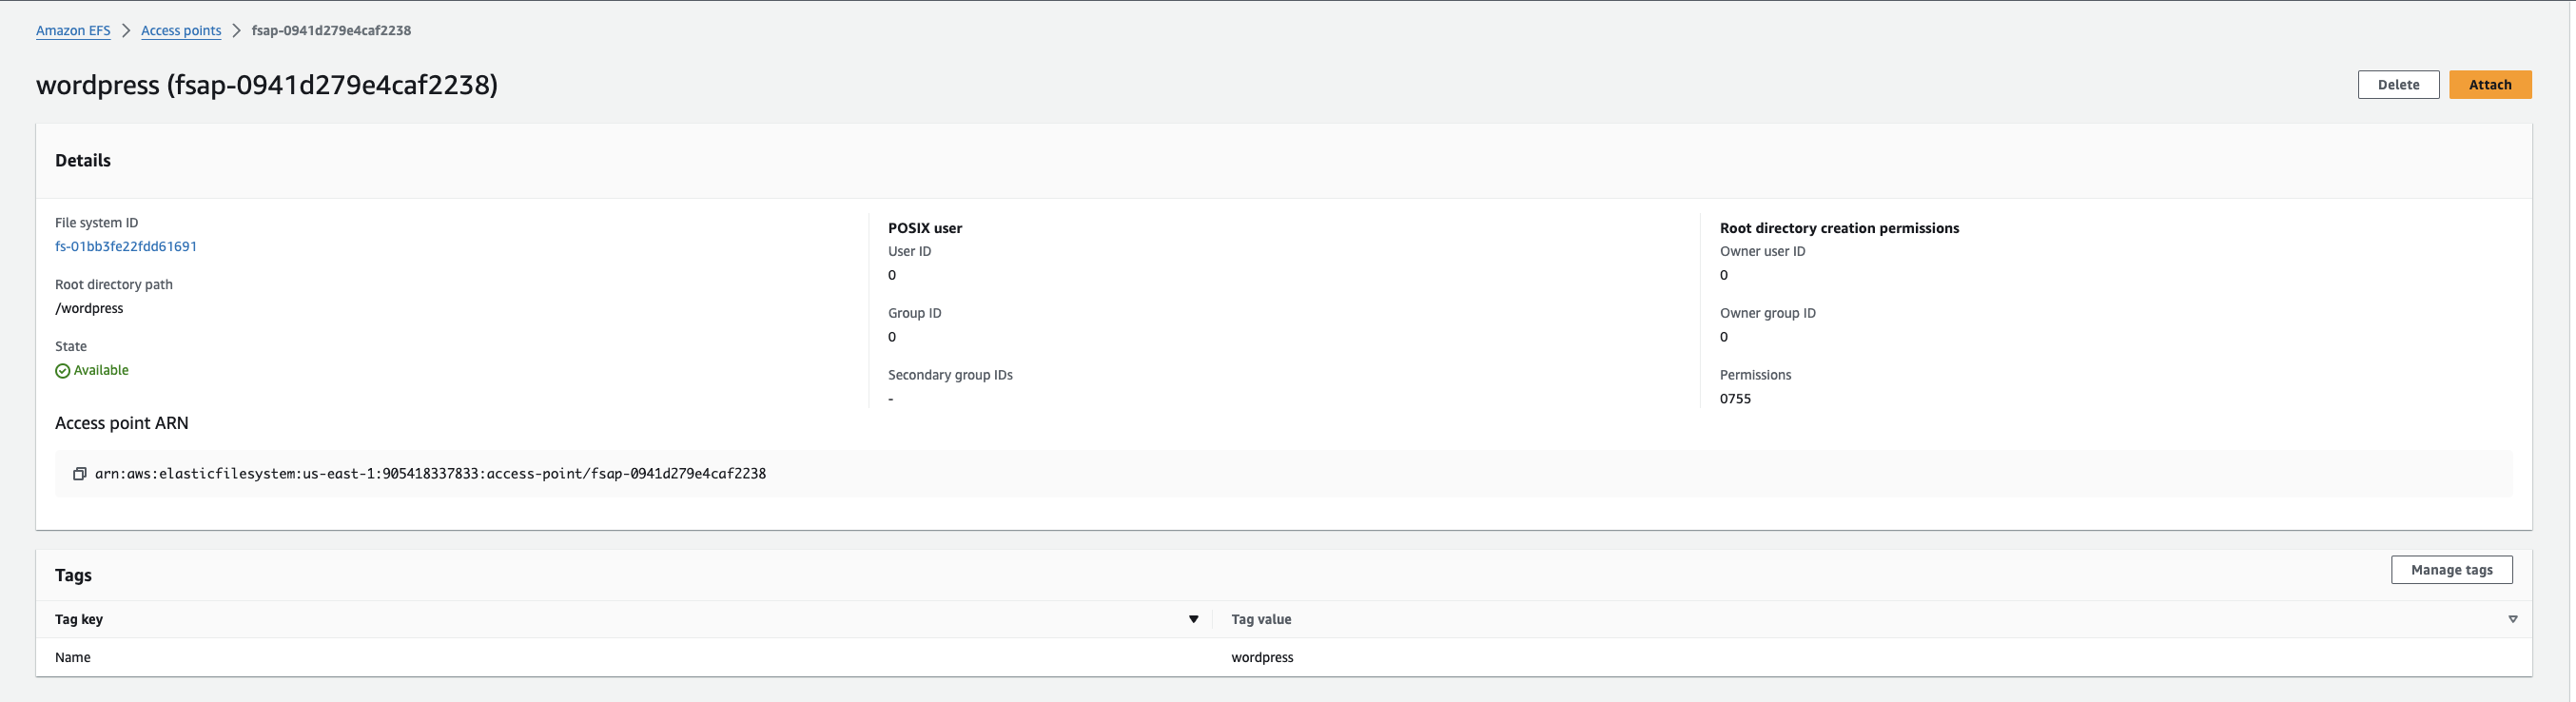 Amazon EFS > Access points > fsap-0941d279e4caf2238
wordpress (fsap-0941d279e4caf2238)
Delete
Attach
Details
File system ID
fs-01bb3fe22fdd61691
Root directory path
/wordpress
State
Available
POSIX user
User ID
0
Group ID
0
Secondary group IDs
-
Root directory creation permissions
Owner user ID
0
Owner group ID
0
Permissions
0755
Access point ARN
arn:aws:elasticfilesystem:us-east-1:905418337833:access-point/fsap-0941d279e4caf2238
Tags
Manage tags
Tag key
Tag value
Name
wordpress